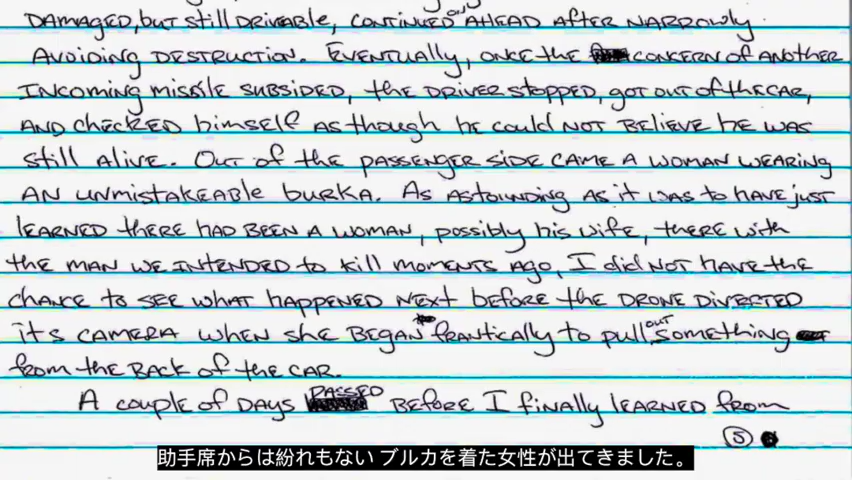 DAMAGED, but still DRIVEAble, CONTINUED ON AHEAD AFTER NARROWLY
AVOIDING DESTRUCTION. EVENTUALLY, ONCE the CONCERN OF ANOTHER
INCOMING MISSILE SUBSIDED, the DRIVER STOPPED, GOT OUT OF THE CAR,
AND CHECKED HIMSELF AS THOUGH HE COULD NOT BELIEVE HE WAS
STILL ALIVE. OUT OF THE PASSENGER SIDE CAME A WOMAN WEARING
AN UNMISTAKEABLE BURKA. AS ASTOUNDING AS IT WAS TO HAVE JUST
LEARNED THERE HAD BEEN A WOMAN, POSSIBLY HIS WIFE, THERE WITH
THE MAN WE INTENDED TO KILL MOMENTS AGO, I DID NOT HAVE THE
CHANCE TO SEE WHAT HAPPENED NEXT BEFORE THE DRONE DIVERTED
ITS CAMERA WHEN SHE BEGAN FRANTICALLY TO PULL OUT SOMETHING
FROM THE BACK OF THE CAR.
A COUPLE OF DAYS PASSED BEFORE I FINALLY LEARNED FROM
5
助手席からは紛れもない ブルカを着た女性が出てきました。